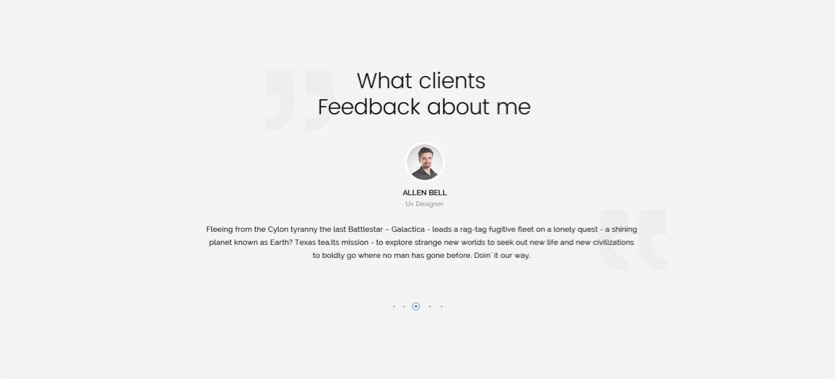 What clients
Feedback about me
ALLEN BELL
Ux Designer
Fleeing from the Cylon tyranny the last Battlestar – Galactica - leads a rag-tag fugitive fleet on a lonely quest - a shining
planet known as Earth? Texas tea.Its mission - to explore strange new worlds to seek out new life and new civilizations
to boldly go where no man has gone before. Doin' it our way.